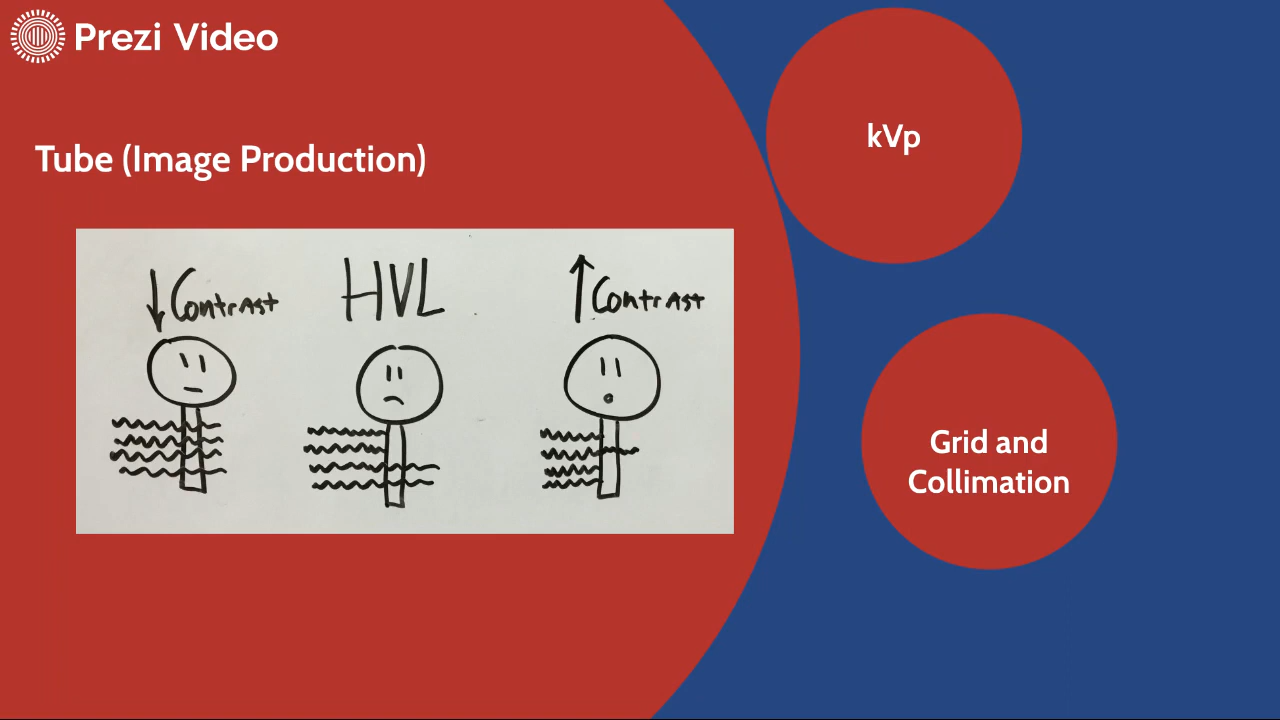 Prezi Video
Tube (Image Production)
↓ Contrast
HVL
↑ Contrast
kVp
Grid and
Collimation